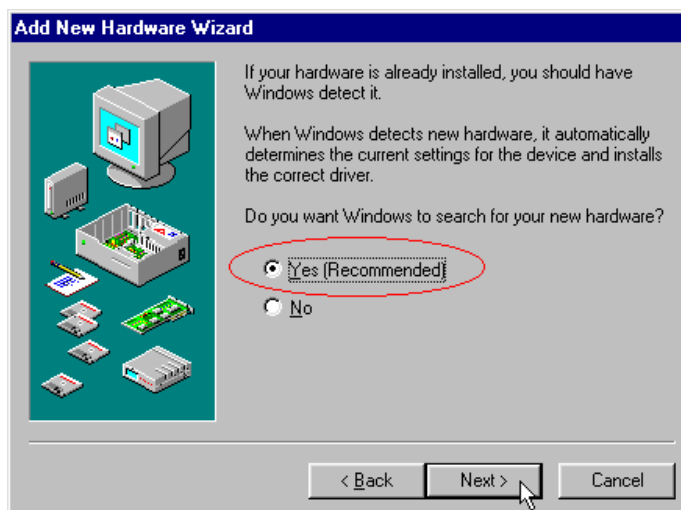 Add New Hardware Wizard
If your hardware is already installed, you should have
Windows detect it.
When Windows detects new hardware, it automatically
determines the current settings for the device and installs
the correct driver.
Do you want Windows to search for your new hardware?
Yes (Recommended)
No
< Back
Next >
Cancel